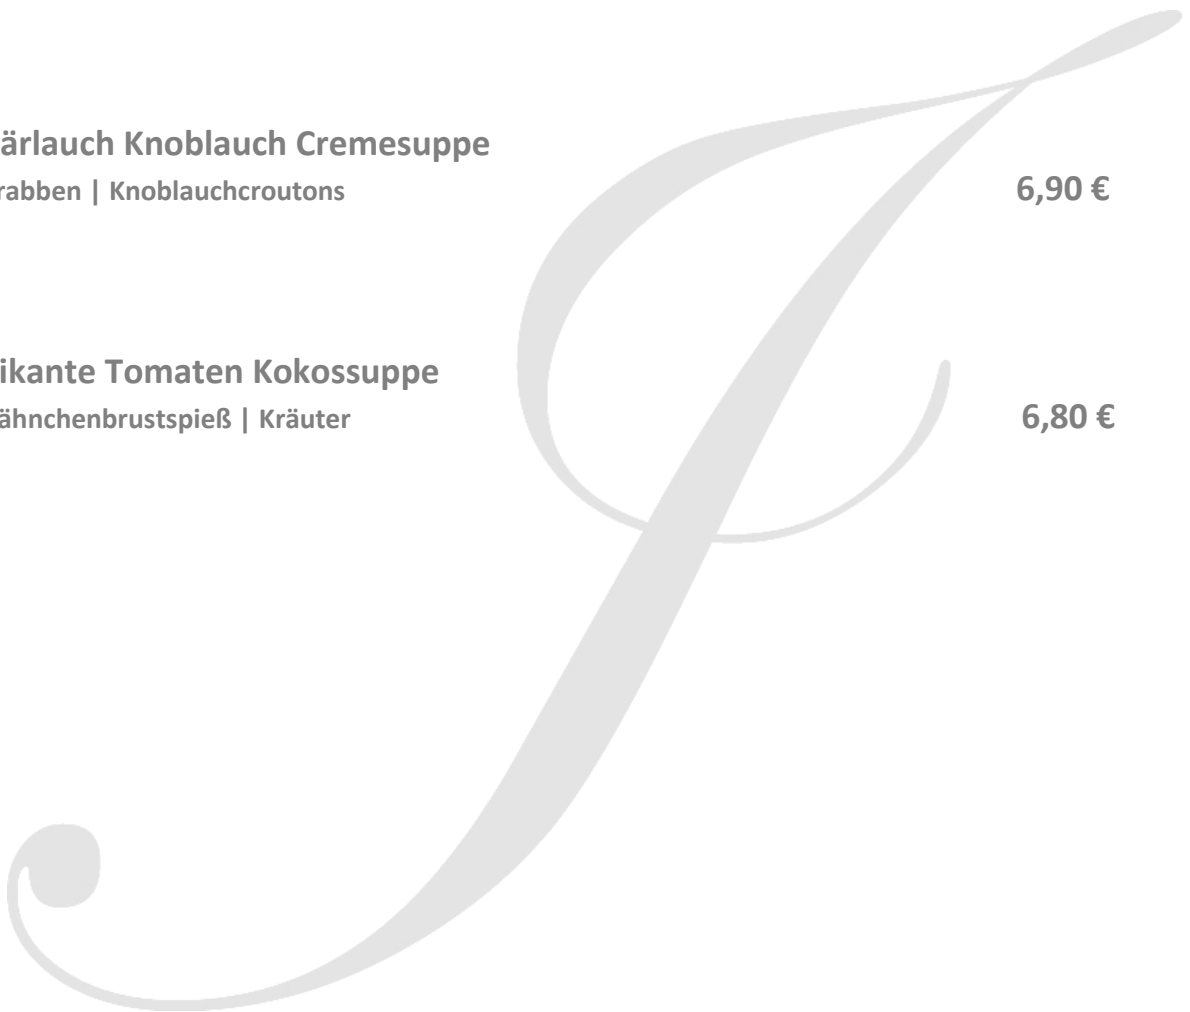 ärlauch Knoblauch Cremesuppe
rabben | Knoblauchcroutons 6,90 €
ikante Tomaten Kokossuppe
ähnchenbrustspieß | Kräuter 6,80 €